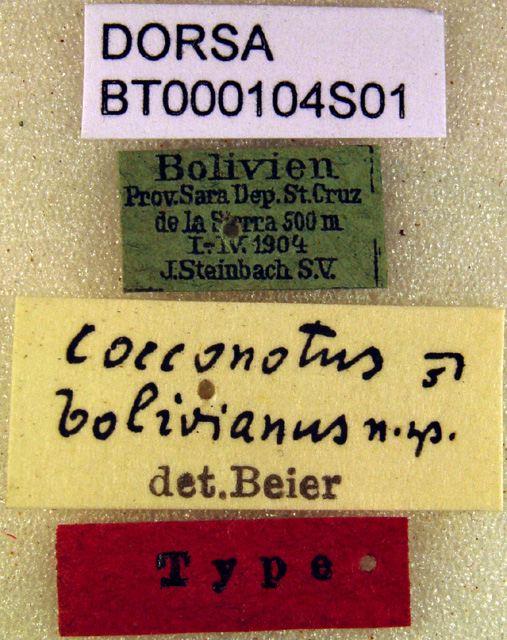 DORSA
BT000104S01
Bolivien
Prov. Sara Dep. St. Cruz
de la Sierra 500 m
I.-IV. 1904
J. Steinbach S.V.
Cocconotus
bolivianus n. sp.
det. Beier
Type